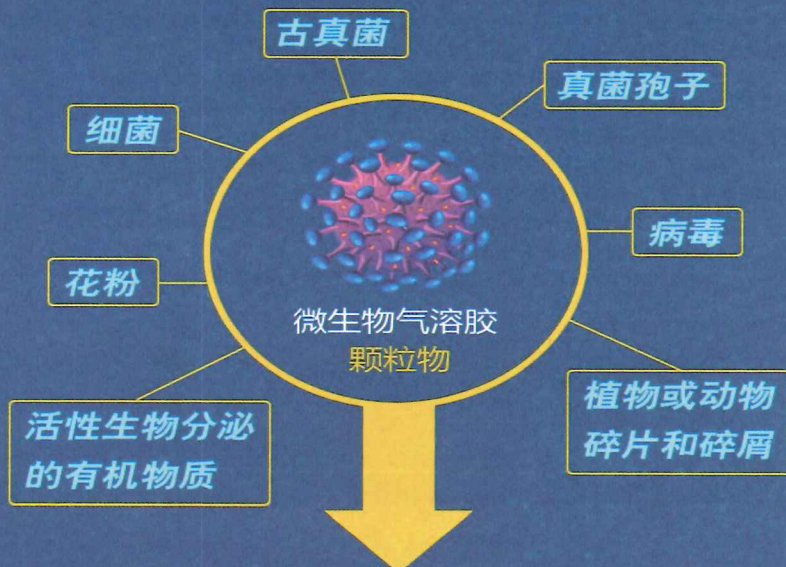 古真菌
真菌孢子
细菌
病毒
花粉
微生物气溶胶
颗粒物
植物或动物
碎片和碎屑
活性生物分泌
的有机物质